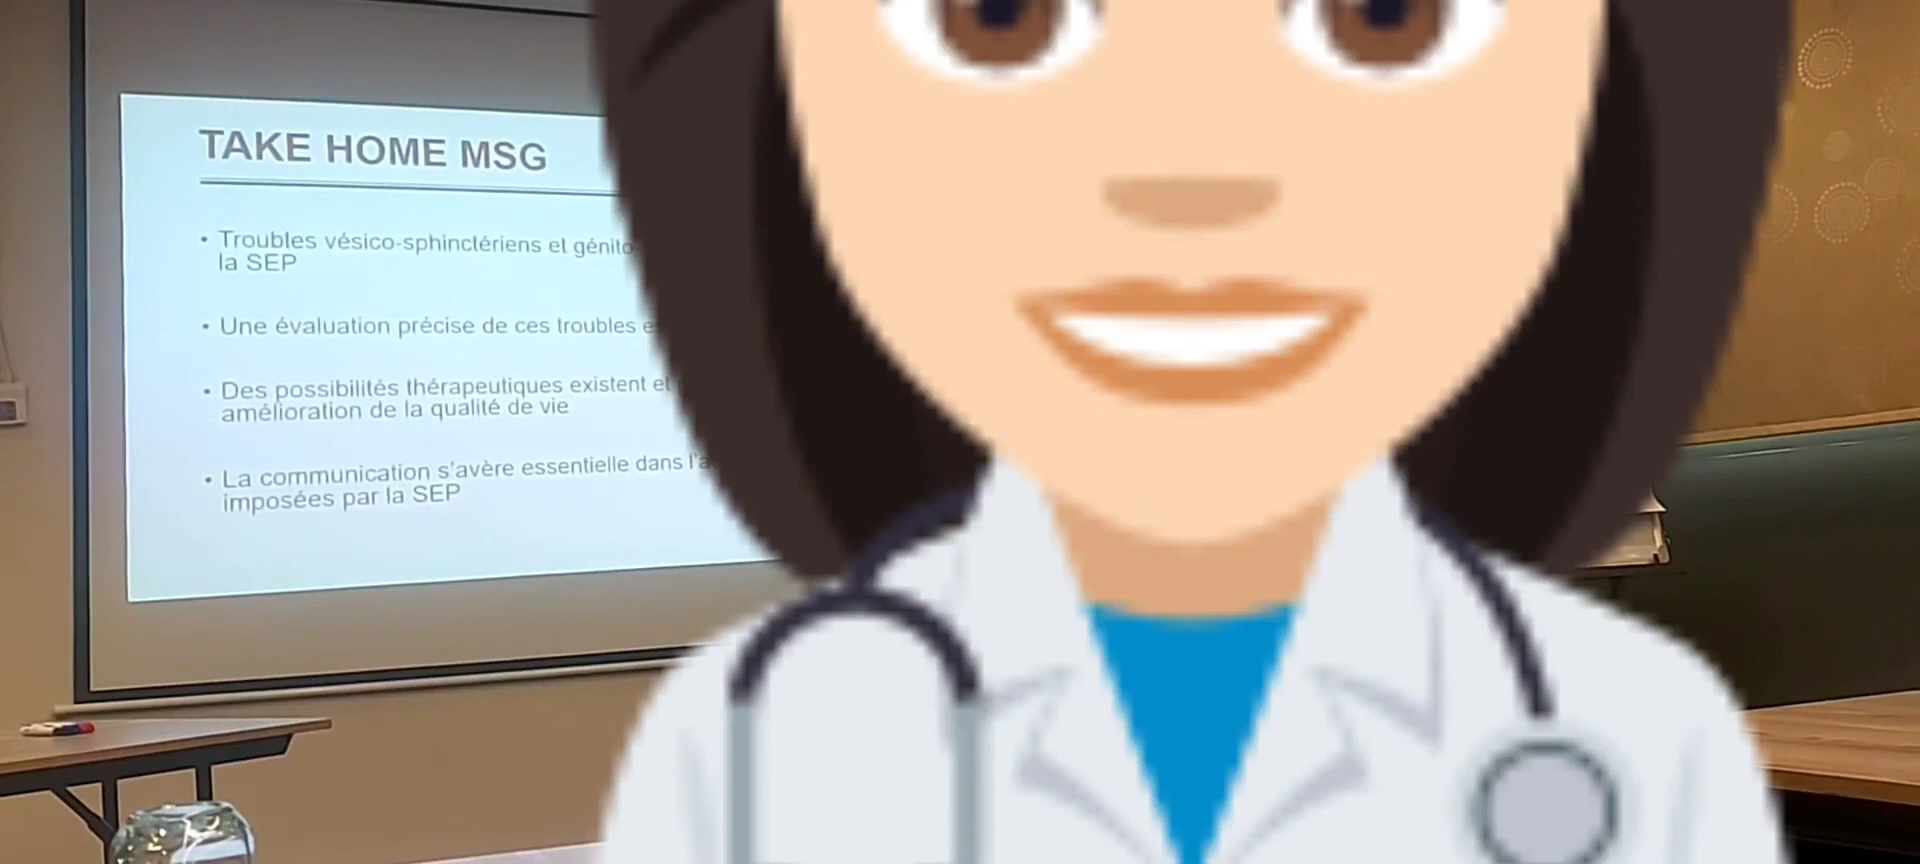 TAKE HOME MSG
• Troubles vésico-sphinctériens et génito
la SEP
• Une évaluation précise de ces troubles
• Des possibilités thérapeutiques existent et
amélioration de la qualité de vie
• La communication s'avère essentielle dans l'a
imposées par la SEP